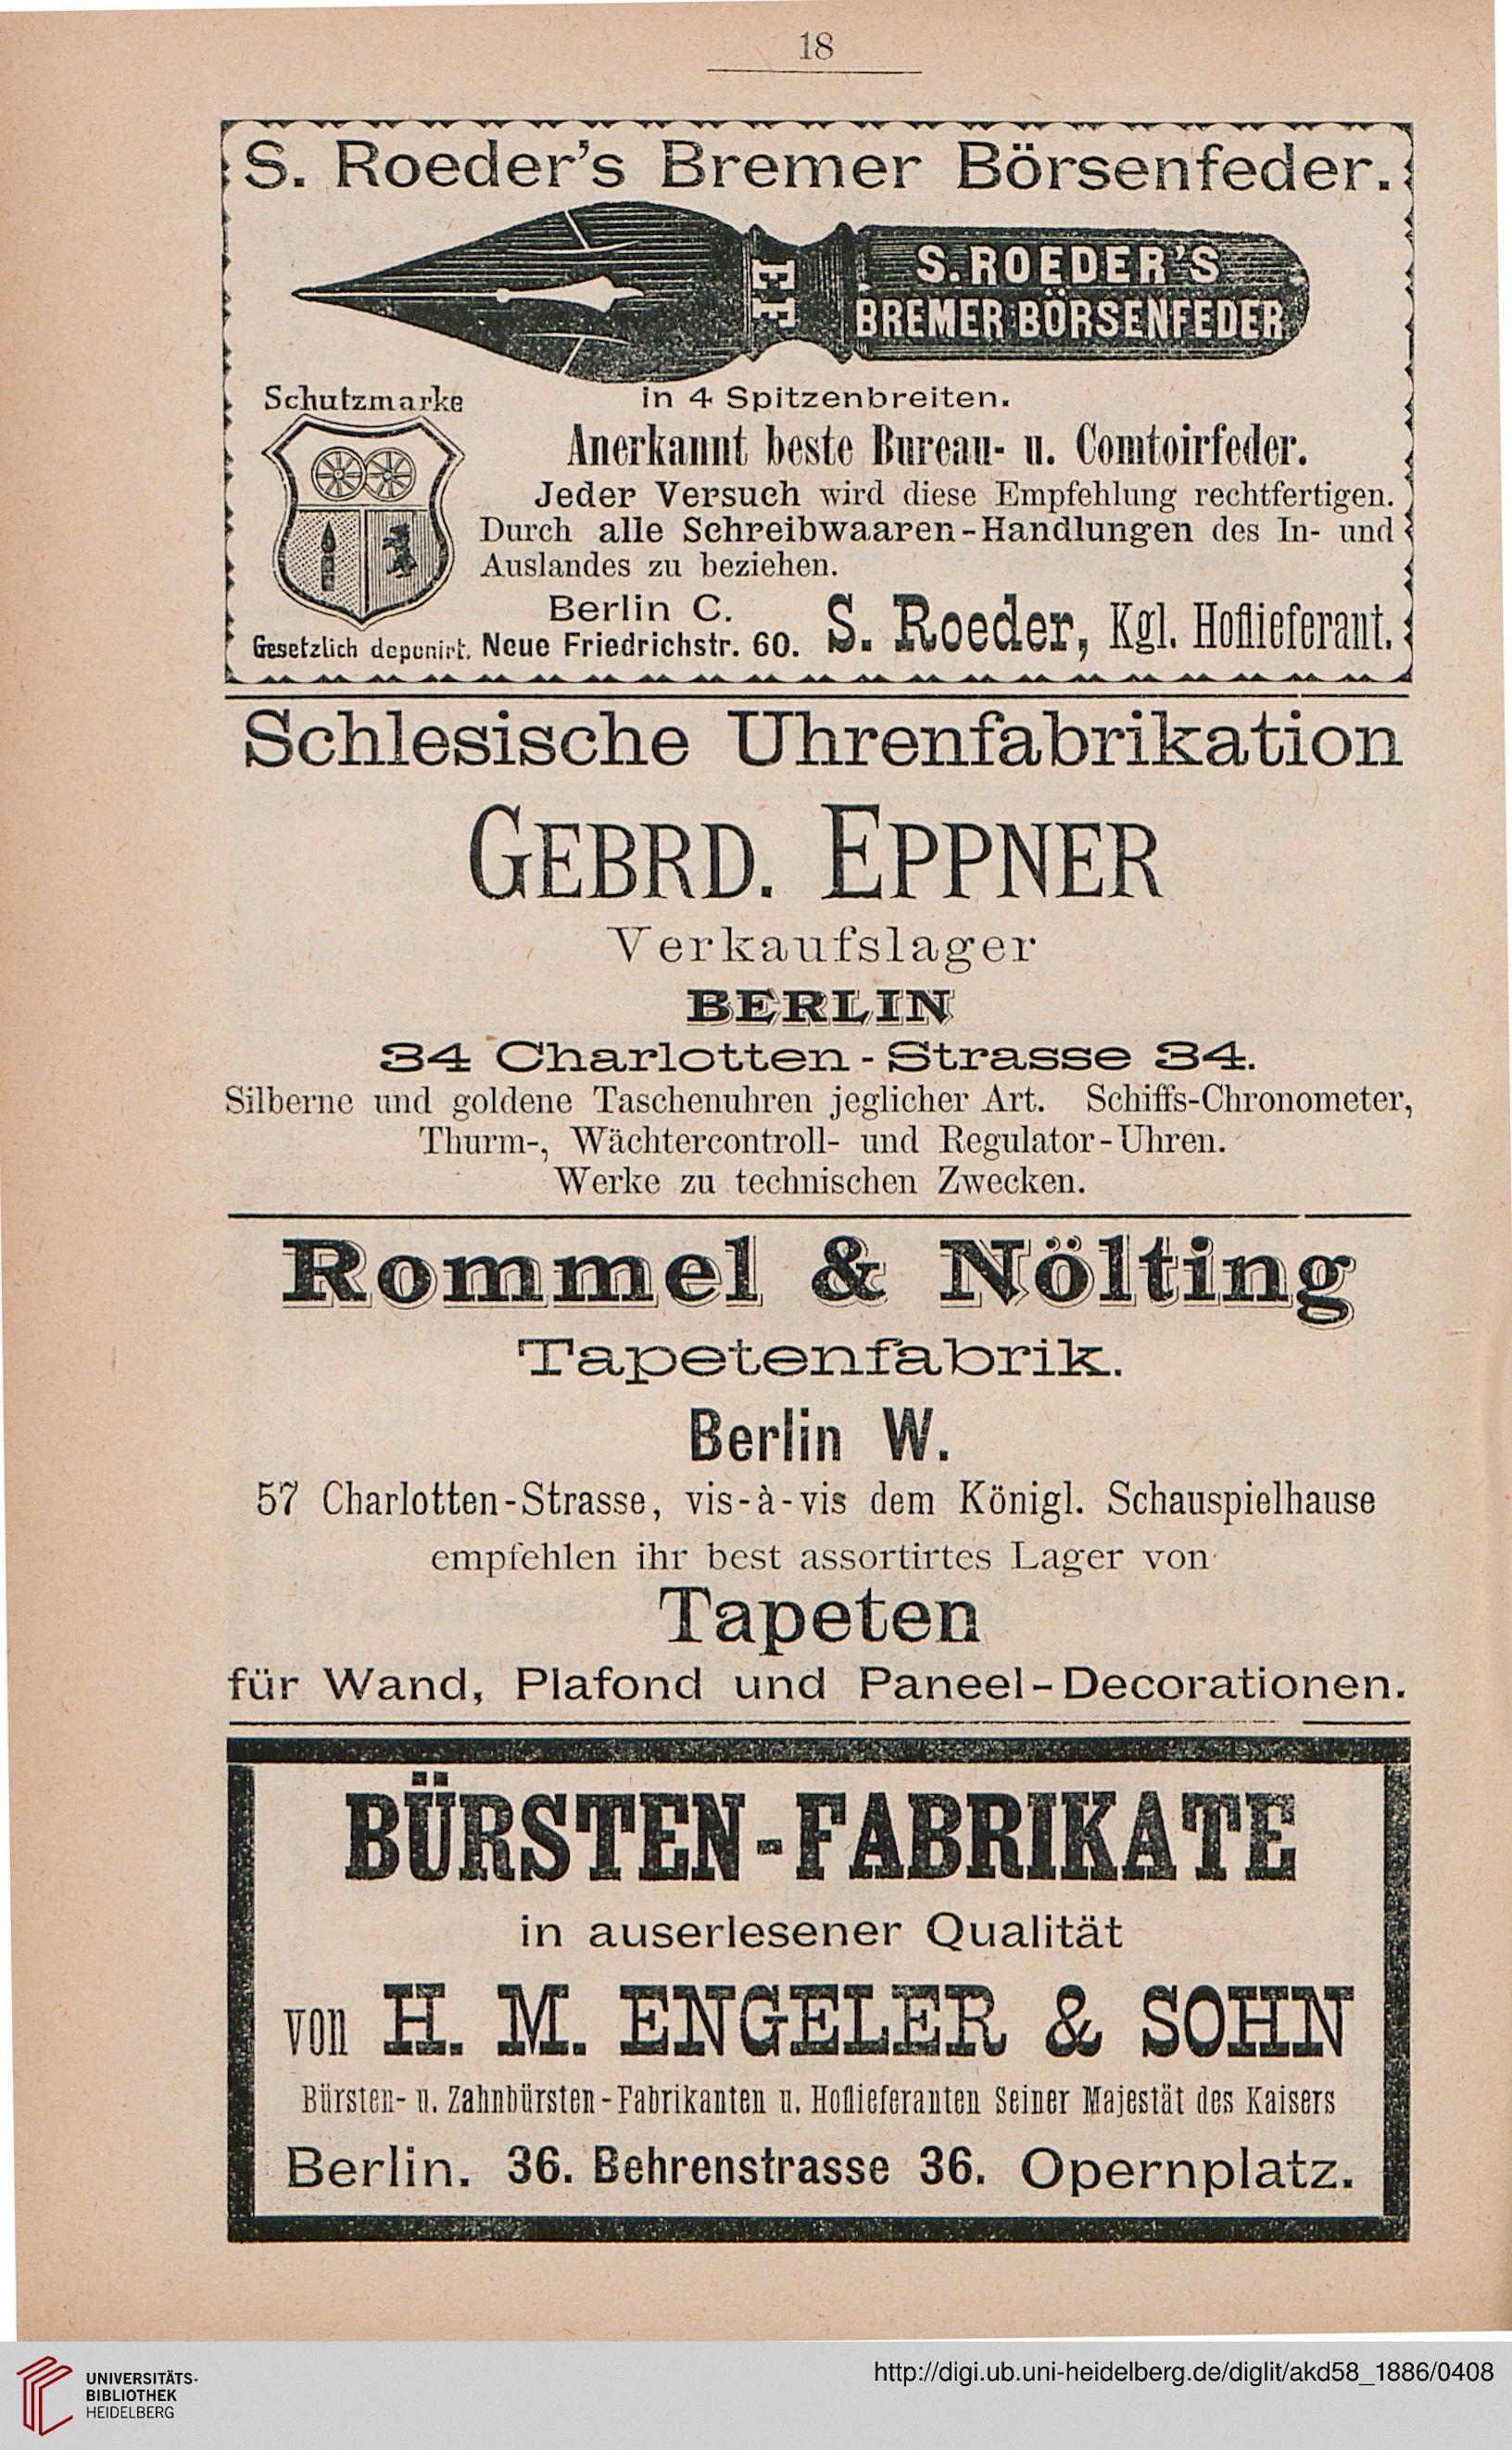 18
S. Roeder's Bremer Börsenfeder.
S. ROEDER'S
EF
BREMER BÖRSENFEDER
Schutzmarke
in 4 Spitzenbreiten.
Anerkannt beste Bureau- u. Comtoirfeder.
Jeder Versuch wird diese Empfehlung rechtfertigen.
Durch alle Schreibwaaren-Handlungen des In- und
Auslandes zu beziehen.
Berlin C.
Gesetzlich deponirt. Neue Friedrichstr. 60. S. Roeder, Kgl. Hoflieferant.
Schlesische Uhrenfabrikation
GEBRD. EPPNER
Verkaufslager
BERLIN
34 Charlotten-Strasse 34.
Silberne und goldene Taschenuhren jeglicher Art. Schiffs-Chronometer,
Thurm-, Wächtercontroll- und Regulator-Uhren.
Werke zu technischen Zwecken.
Rommel & Nölting
Tapetenfabrik.
Berlin W.
57 Charlotten-Strasse, vis-à-vis dem Königl. Schauspielhause
empfehlen ihr best assortirtes Lager von
Tapeten
für Wand, Plafond und Paneel-Decorationen.
BÜRSTEN-FABRIKATE
in auserlesener Qualität
von H. M. ENGELER & SOHN
Bürsten- u. Zahnbürsten-Fabrikanten u. Hoflieferanten Seiner Majestät des Kaisers
Berlin. 36. Behrenstrasse 36. Opernplatz.
UNIVERSITÄTS-
BIBLIOTHEK
HEIDELBERG
http://digi.ub.uni-heidelberg.de/diglit/akd58_1886/0408